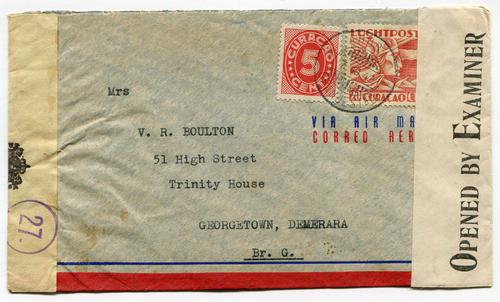 CURAÇAO
5
CENT
LUCHTPOST
CURAÇAO
VIA AIR MA
CORREO AER
Mrs
V. R. BOULTON
51 High Street
Trinity House
GEORGETOWN, DEMERARA
Br. G.
27.
OPENED BY EXAMINER